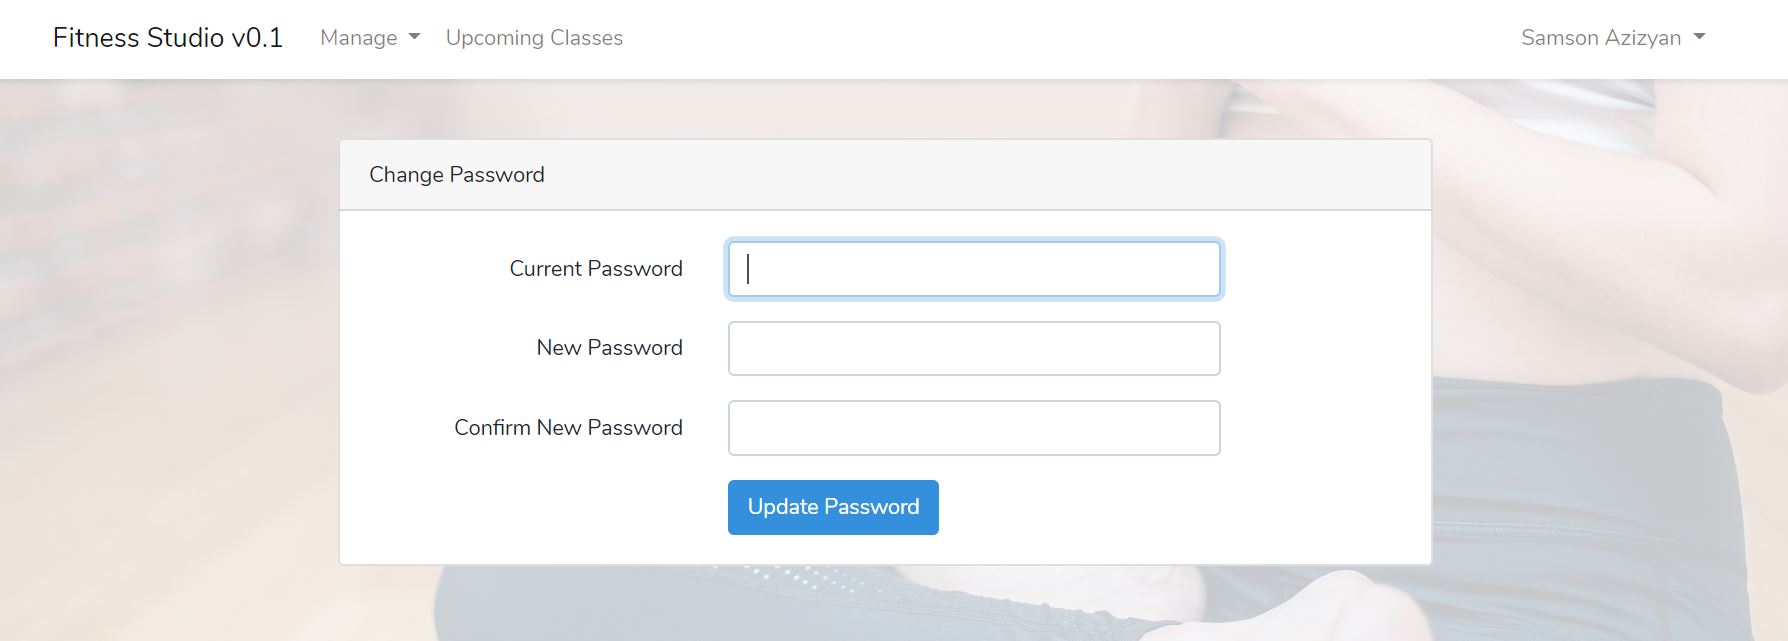 Fitness Studio v0.1 Manage Upcoming Classes Samson Azizyan
Change Password
Current Password
New Password
Confirm New Password
Update Password